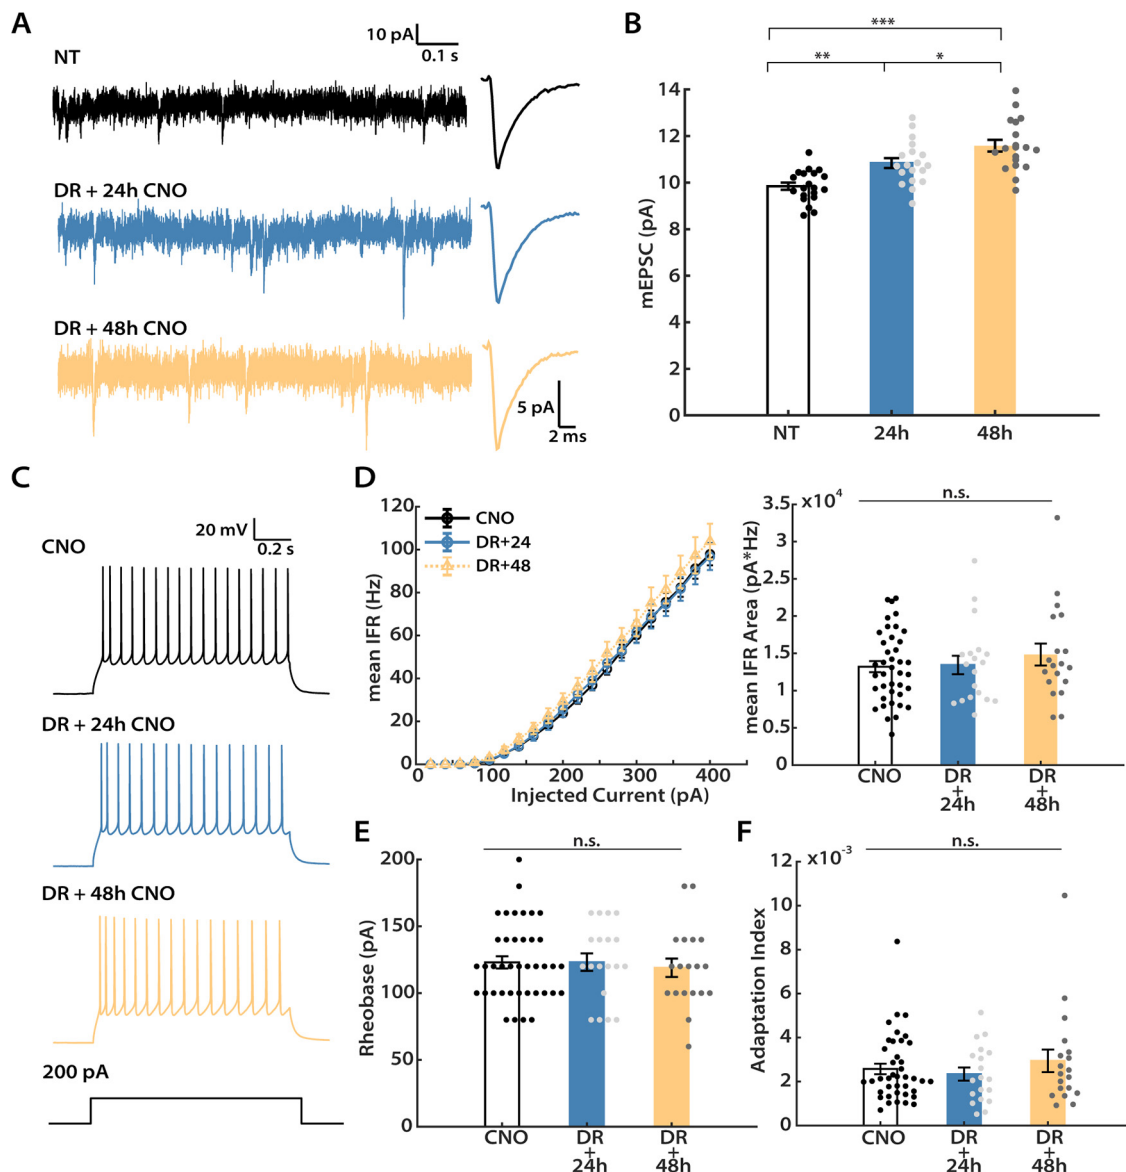 A
NT
10 pA
0.1 s
DR + 24h CNO
DR + 48h CNO
5 pA
2 ms
B
***
**
*
mEPSC (pA)
14
12
10
8
6
4
2
0
NT
24h
48h
C
CNO
20 mV
0.2 s
DR + 24h CNO
DR + 48h CNO
200 pA
D
mean IFR (Hz)
120
100
80
60
40
20
0
CNO
DR+24
DR+48
0
100
200
300
400
Injected Current (pA)
x10^4
n.s.
mean IFR Area (pA*Hz)
3.5
3
2.5
2
1.5
1
0.5
0
CNO
DR
+
24h
DR
+
48h
E
n.s.
Rheobase (pA)
200
150
100
50
0
CNO
DR
+
24h
DR
+
48h
F
x10^-3
n.s.
Adaptation Index
12
10
8
6
4
2
0
CNO
DR
+
24h
DR
+
48h